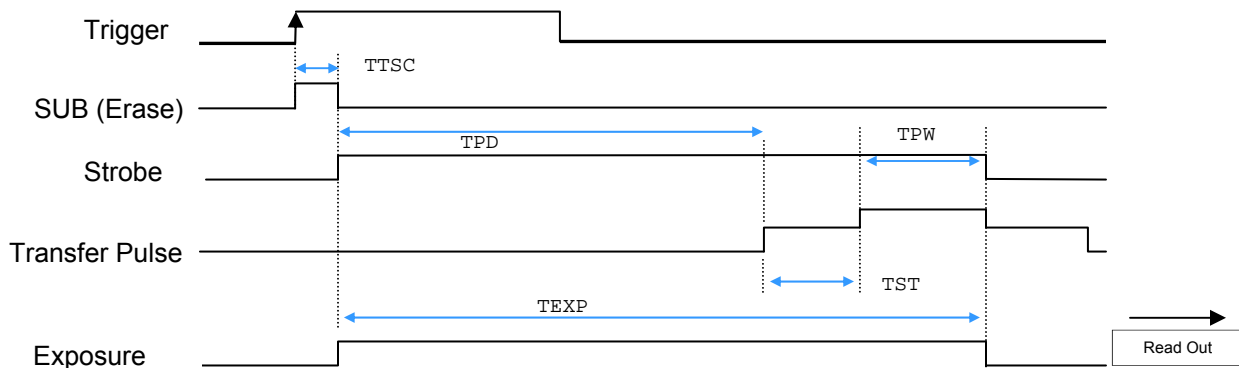 Trigger
TTSC
SUB (Erase)
TPD
TPW
Strobe
Transfer Pulse
TST
TEXP
Exposure
Read Out